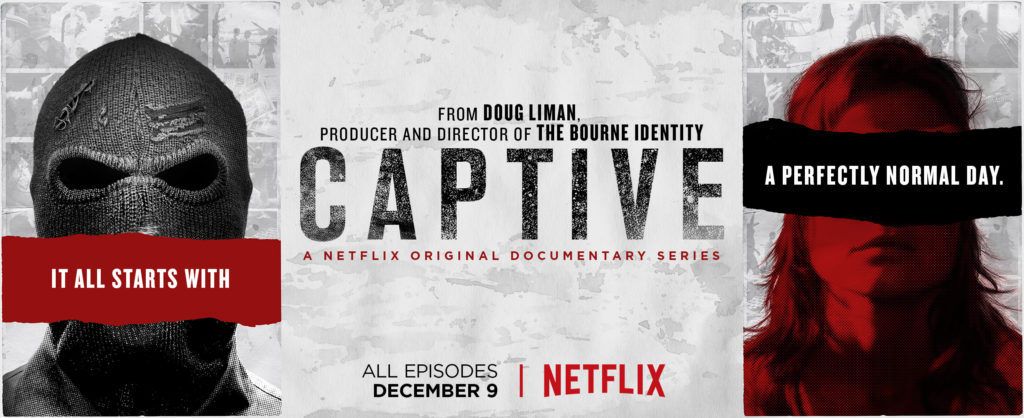 IT ALL STARTS WITH
FROM DOUG LIMAN,
PRODUCER AND DIRECTOR OF THE BOURNE IDENTITY
CAPTIVE
A NETFLIX ORIGINAL DOCUMENTARY SERIES
ALL EPISODES
DECEMBER 9
NETFLIX
A PERFECTLY NORMAL DAY.